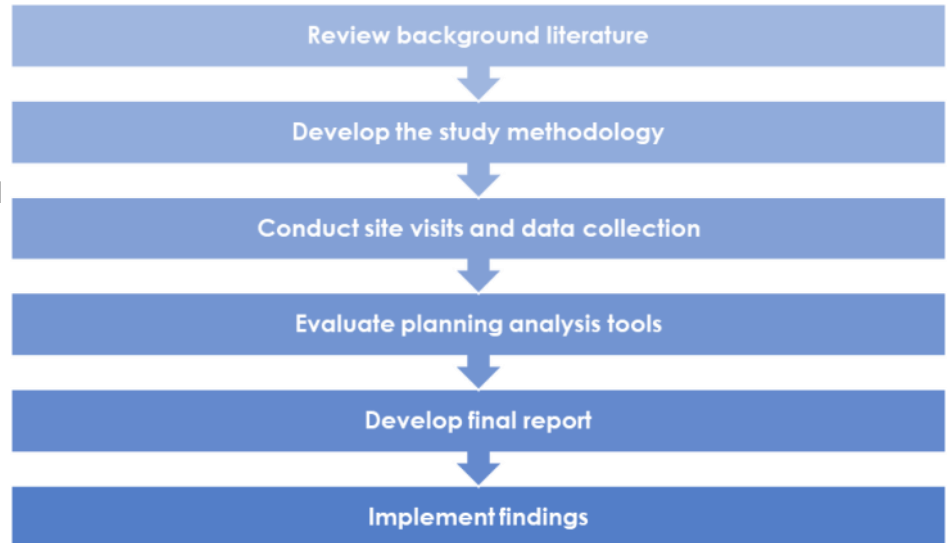 Review background literature
Develop the study methodology
Conduct site visits and data collection
Evaluate planning analysis tools
Develop final report
Implement findings